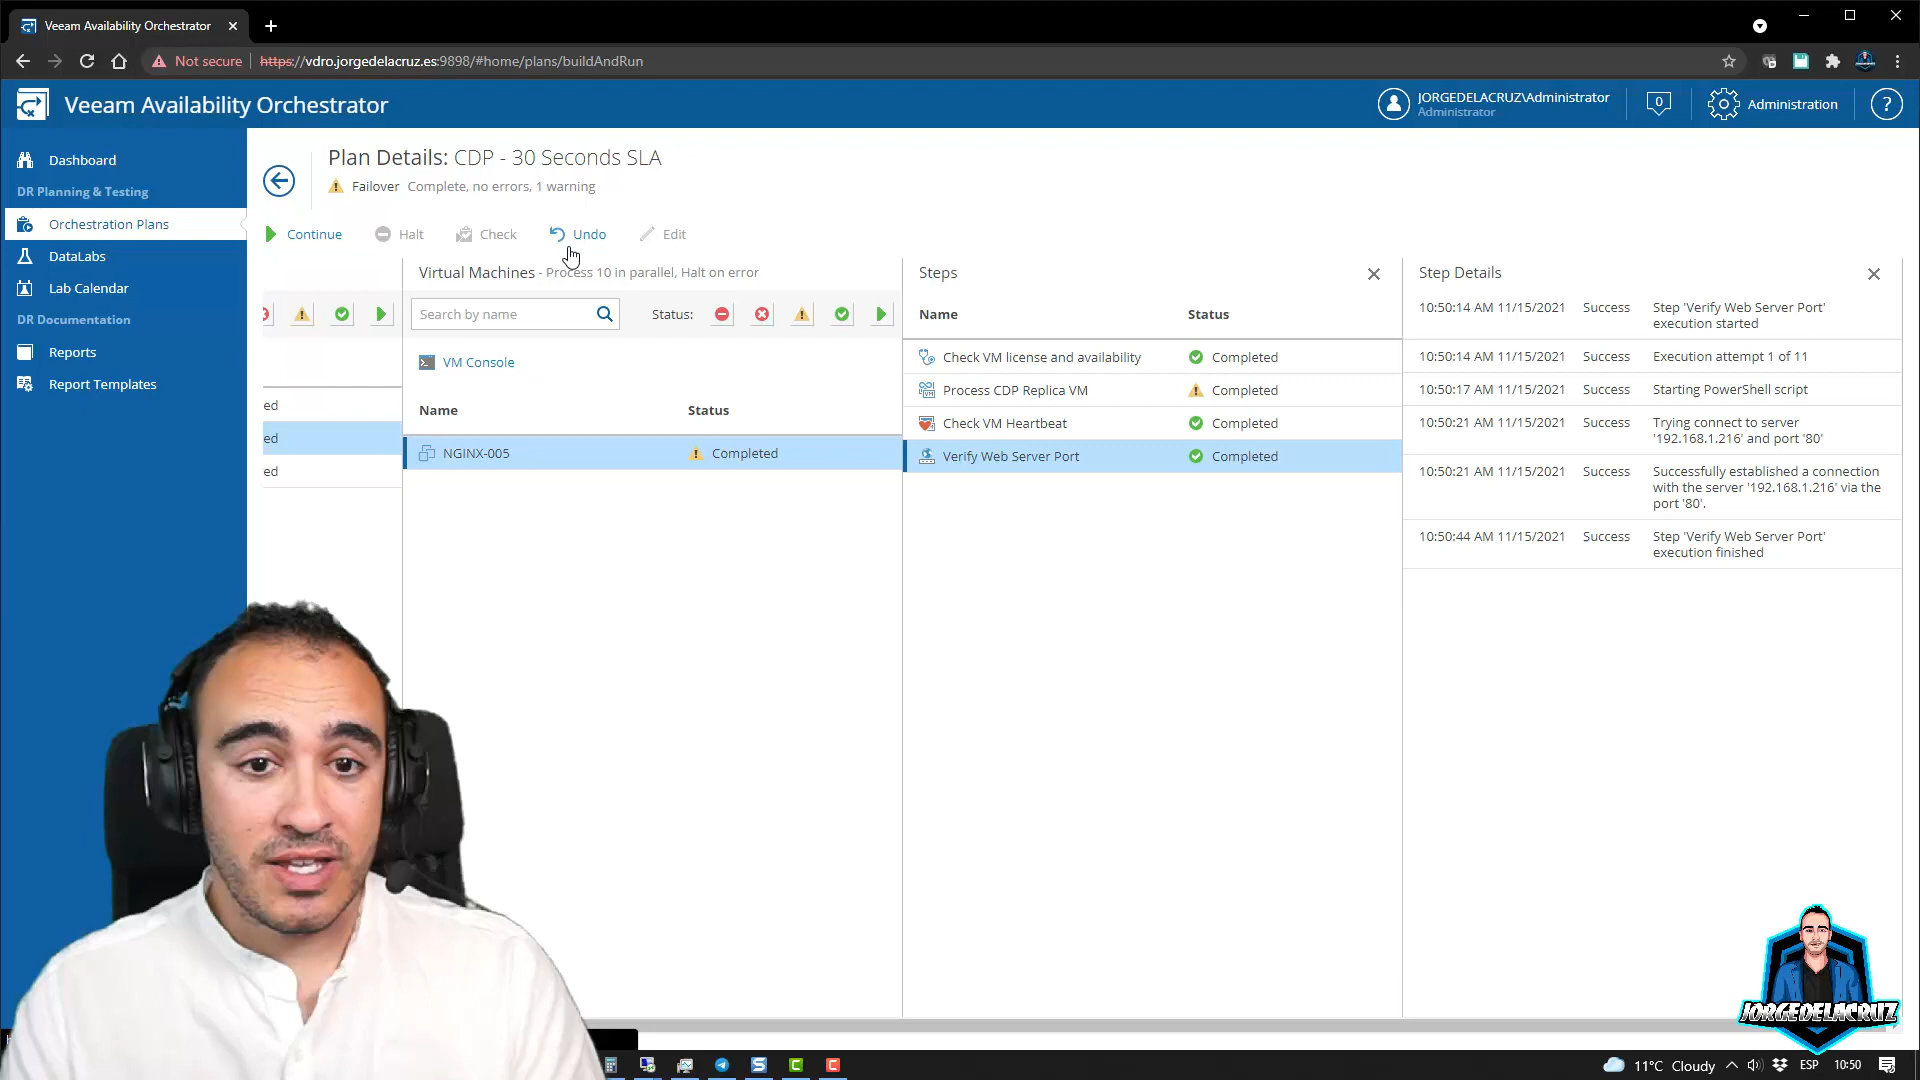 Veeam Availability Orchestrator
Not secure https://vdro.jorgedelacruz.es:9898/#home/plans/buildAndRun
Veeam Availability Orchestrator
JORGEDELACRUZ\Administrator
Administrator
0
Administration
?
Dashboard
DR Planning & Testing
Orchestration Plans
DataLabs
Lab Calendar
DR Documentation
Reports
Report Templates
Plan Details: CDP - 30 Seconds SLA
Failover Complete, no errors, 1 warning
Continue Halt Check Undo Edit
Virtual Machines - Process 10 in parallel, Halt on error
Search by name
Status:
VM Console
Name Status
NGINX-005 Completed
ed
ed
ed
Steps
Name Status
Check VM license and availability Completed
Process CDP Replica VM Completed
Check VM Heartbeat Completed
Verify Web Server Port Completed
Step Details
10:50:14 AM 11/15/2021 Success Step 'Verify Web Server Port'
execution started
10:50:14 AM 11/15/2021 Success Execution attempt 1 of 11
10:50:17 AM 11/15/2021 Success Starting PowerShell script
10:50:21 AM 11/15/2021 Success Trying connect to server
'192.168.1.216' and port '80'
10:50:21 AM 11/15/2021 Success Successfully established a connection
with the server '192.168.1.216' via the
port '80'.
10:50:44 AM 11/15/2021 Success Step 'Verify Web Server Port'
execution finished
JORGEDELACRUZ
11°C Cloudy ESP 10:50